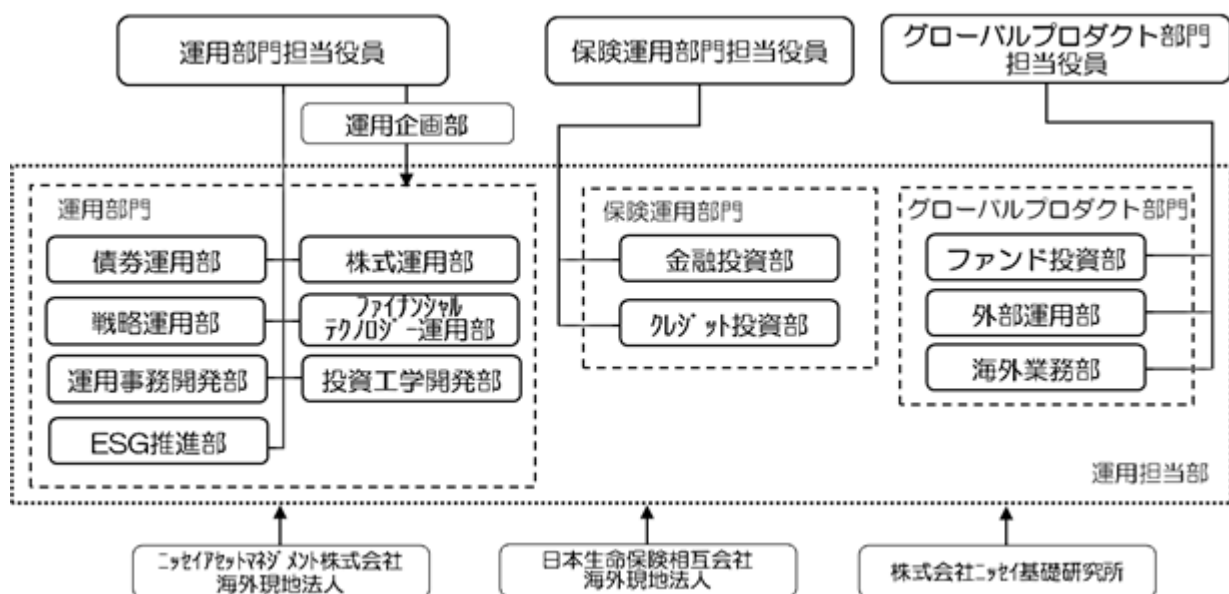 運用部門担当役員
保険運用部門担当役員
グローバルプロダクト部門
担当役員
運用企画部
運用部門
債券運用部
株式運用部
戦略運用部
ファイナンシャル
テクノロジー運用部
運用事務開発部
投資工学開発部
ESG推進部
保険運用部門
金融投資部
クレジット投資部
グローバルプロダクト部門
ファンド投資部
外部運用部
海外業務部
運用担当部
ニッセイアセットマネジメント株式会社
海外現地法人
日本生命保険相互会社
海外現地法人
株式会社ニッセイ基礎研究所